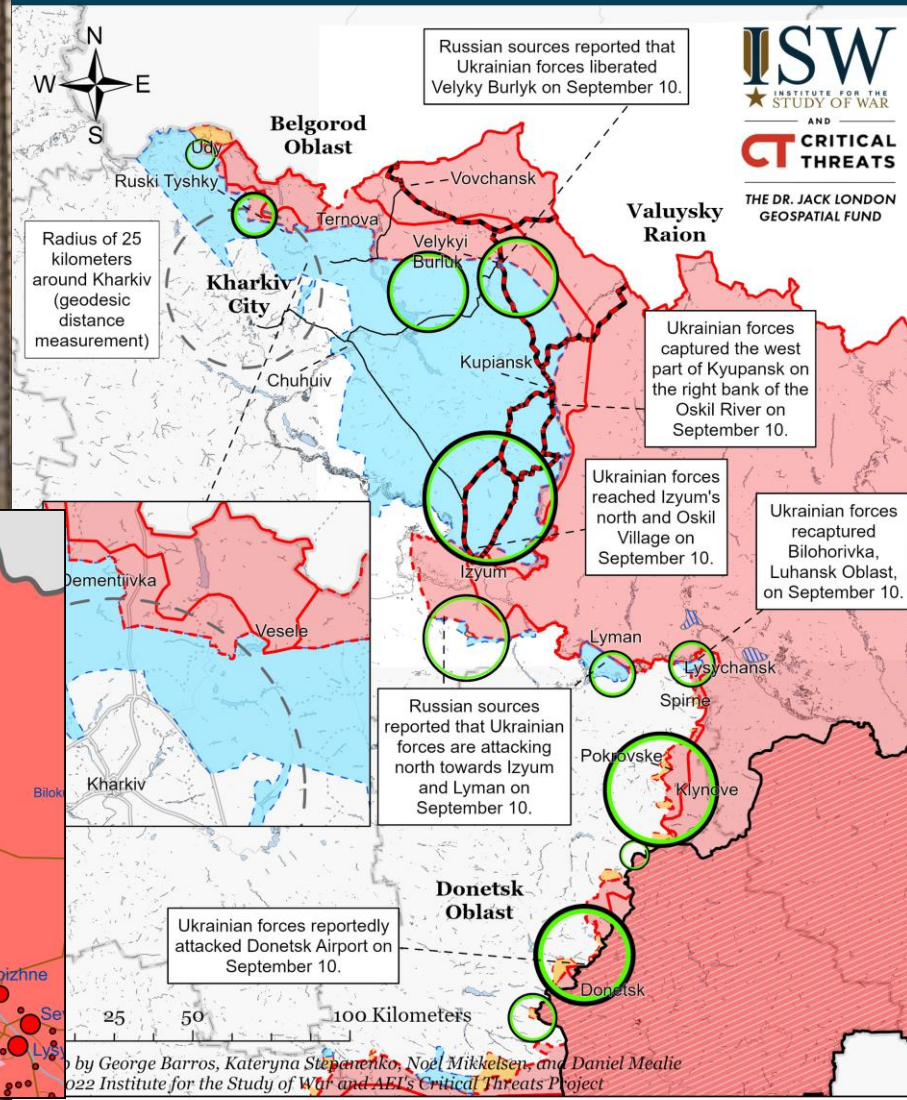 N
W E
S
Russian sources reported that
Ukrainian forces liberated
Velyky Burlyk on September 10.
ISW
INSTITUTE FOR THE
STUDY OF WAR
AND
CT CRITICAL
THREATS
THE DR. JACK LONDON
GEOSPATIAL FUND
Belgorod
Oblast
Udy
Ruski Tyshky
Vovchansk
Ternova
Valuysky
Raion
Radius of 25
kilometers
around Kharkiv
(geodesic
distance
measurement)
Velykyi
Burluk
Kharkiv
City
Ukrainian forces
captured the west
part of Kyupansk on
the right bank of the
Oskil River on
September 10.
Kupiansk
Chuhuiv
Ukrainian forces
reached Izyum's
north and Oskil
Village on
September 10.
Ukrainian forces
recaptured
Bilohorivka,
Luhansk Oblast,
on September 10.
Izyum
Dementiivka
Vesele
Kharkiv
Lyman
Lysychansk
Spirne
Russian sources
reported that Ukrainian
forces are attacking
north towards Izyum
and Lyman on
September 10.
Pokrovske
Klynove
Donetsk
Oblast
Ukrainian forces reportedly
attacked Donetsk Airport on
September 10.
Donetsk
25 50 100 Kilometers
by George Barros, Kateryna Stepanenko, Noel Mikkelsen, and Daniel Mealie
022 Institute for the Study of War and AEI's Critical Threats Project
Bilok
bizhne
Sev
Lysy